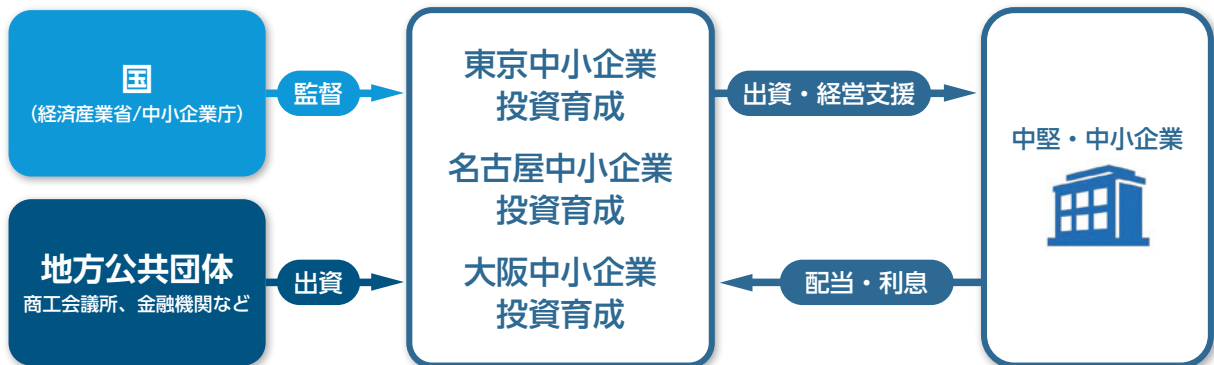 国
(経済産業省/中小企業庁)
監督
地方公共団体
商工会議所、金融機関など
出資
東京中小企業
投資育成
名古屋中小企業
投資育成
大阪中小企業
投資育成
出資・経営支援
配当・利息
中堅・中小企業